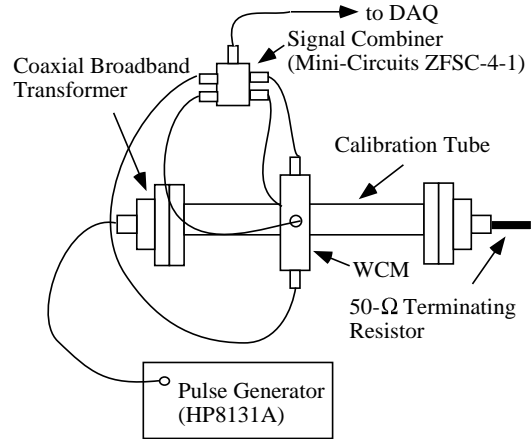 to DAQ
Signal Combiner
(Mini-Circuits ZFSC-4-1)
Coaxial Broadband
Transformer
Calibration Tube
WCM
50-Ω Terminating
Resistor
Pulse Generator
(HP8131A)